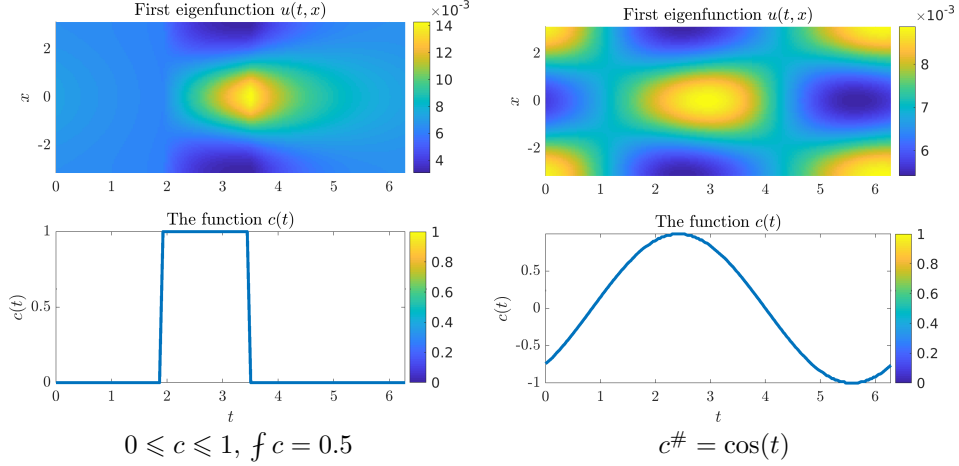 First eigenfunction u(t, x)
×10⁻³
14
12
10
8
6
4
2
0
-2
x
0 1 2 3 4 5 6
The function c(t)
1
0.5
0
c(t)
0 1 2 3 4 5 6
t
1
0.8
0.6
0.4
0.2
0
0 ⩽ c ⩽ 1, ⨍ c = 0.5
First eigenfunction u(t, x)
×10⁻³
8
7
6
2
0
-2
x
0 1 2 3 4 5 6
The function c(t)
0.5
0
-0.5
-1
c(t)
0 1 2 3 4 5 6
t
1
0.8
0.6
0.4
0.2
0
c^# = cos(t)